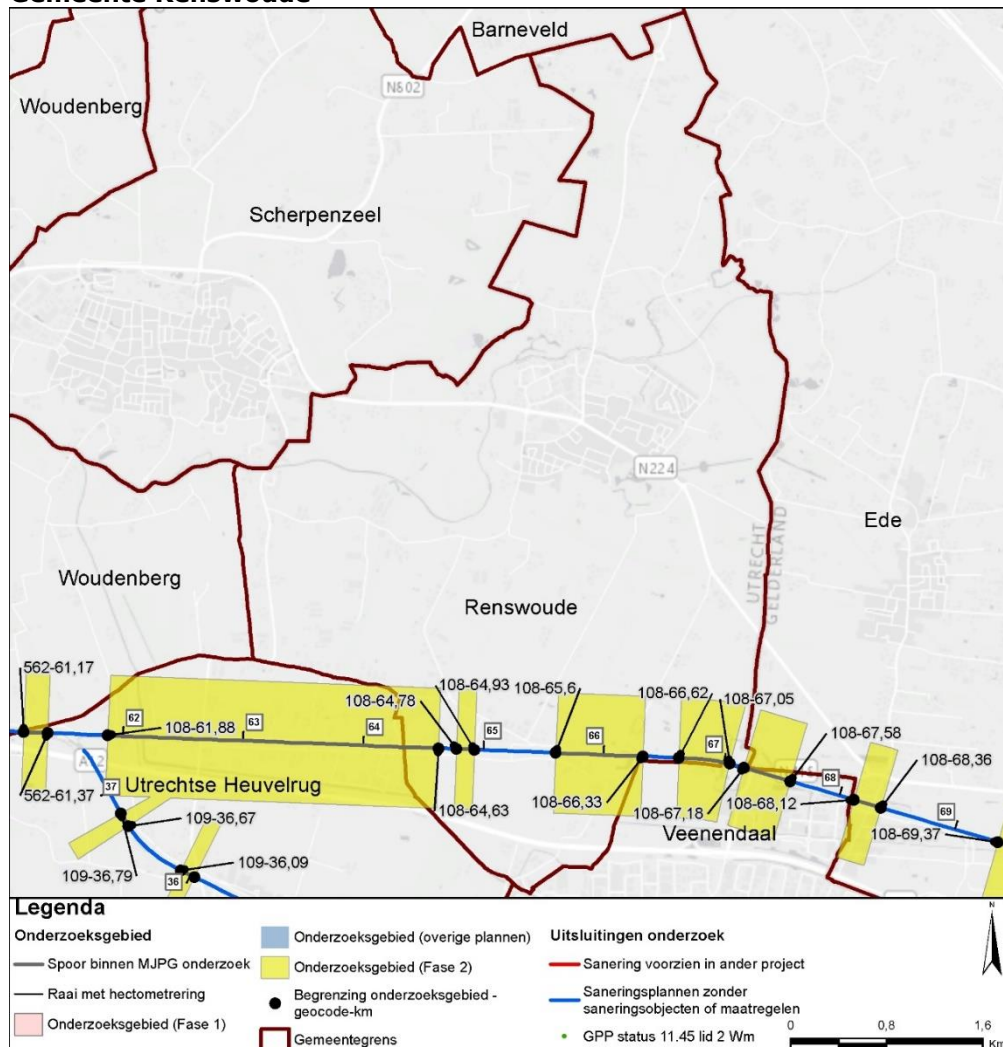 Gemeente Renswoude
Barneveld
N802
Woudenberg
Scherpenzeel
N224
UTRECHT
GELDERLAND
Ede
Woudenberg
Renswoude
562-61,17
108-64,93
108-65,6
108-66,62
108-67,05
108-64,78
62
108-61,88
63
64
65
66
67
108-67,58
108-68,36
562-61,37
37
Utrechtse Heuvelrug
108-64,63
108-66,33
108-67,18
108-68,12
68
69
Veenendaal
108-69,37
109-36,67
109-36,79
36
109-36,09
Legenda
Onderzoeksgebied
Spoor binnen MJPG onderzoek
Raai met hectometrering
Onderzoeksgebied (Fase 1)
Onderzoeksgebied (overige plannen)
Onderzoeksgebied (Fase 2)
Begrenzing onderzoeksgebied -
geocode-km
Gemeentegrens
Uitsluitingen onderzoek
Sanering voorzien in ander project
Saneringsplannen zonder
saneringsobjecten of maatregelen
GPP status 11.45 lid 2 Wm
N
0 0,8 1,6
Km